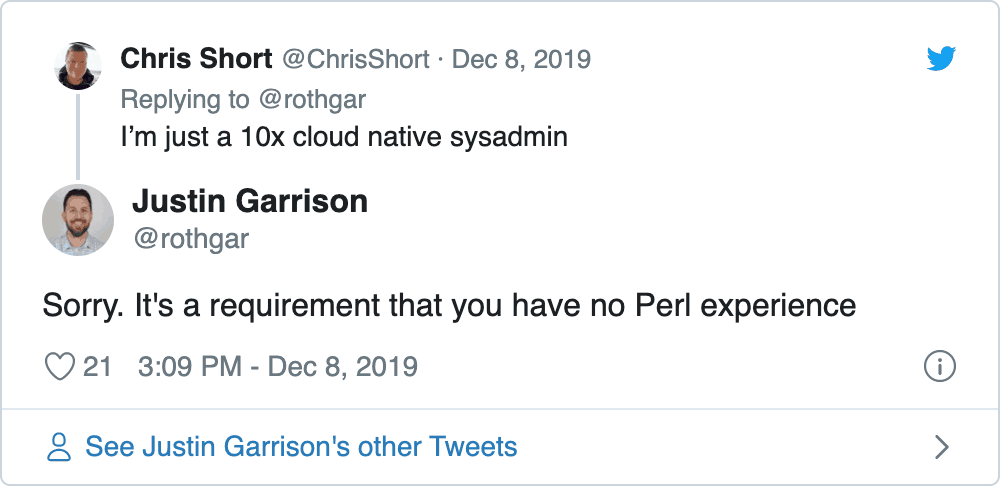 Chris Short @ChrisShort · Dec 8, 2019
Replying to @rothgar
I’m just a 10x cloud native sysadmin
Justin Garrison
@rothgar
Sorry. It's a requirement that you have no Perl experience
21 3:09 PM - Dec 8, 2019
See Justin Garrison's other Tweets